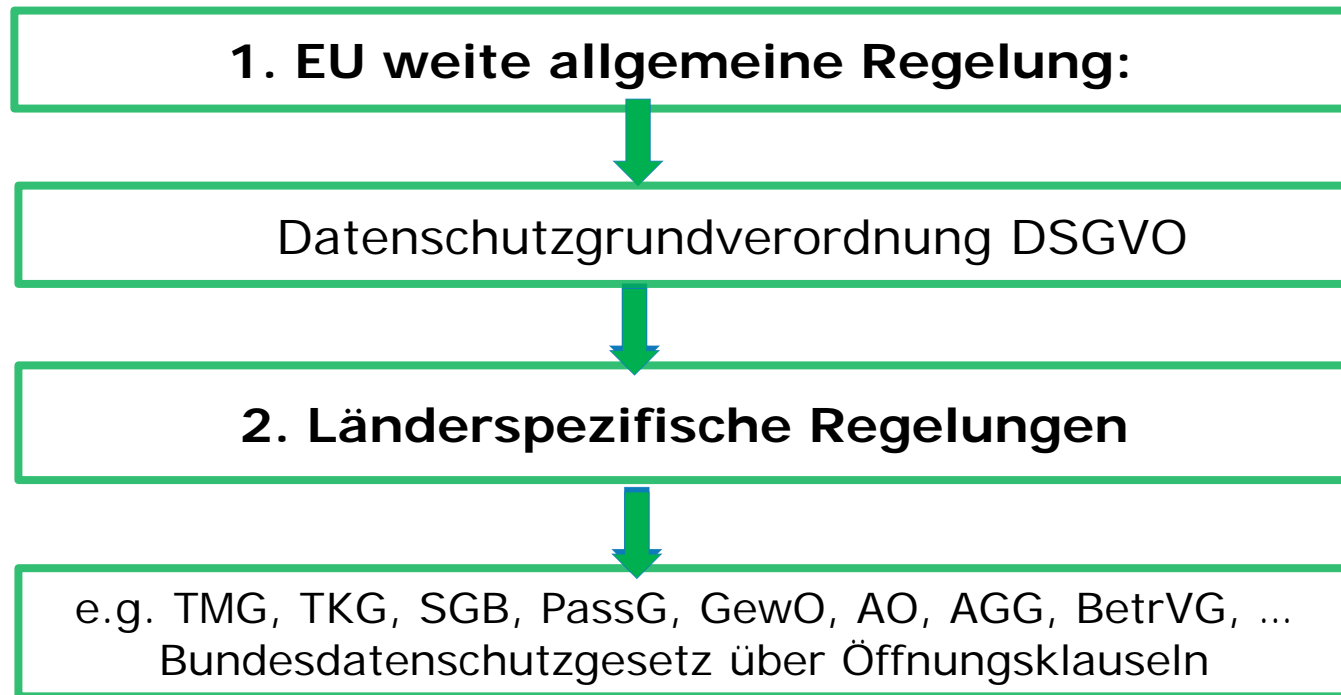 1. EU weite allgemeine Regelung:
Datenschutzgrundverordnung DSGVO
2. Länderspezifische Regelungen
e.g. TMG, TKG, SGB, PassG, GewO, AO, AGG, BetrVG, …
Bundesdatenschutzgesetz über Öffnungsklauseln